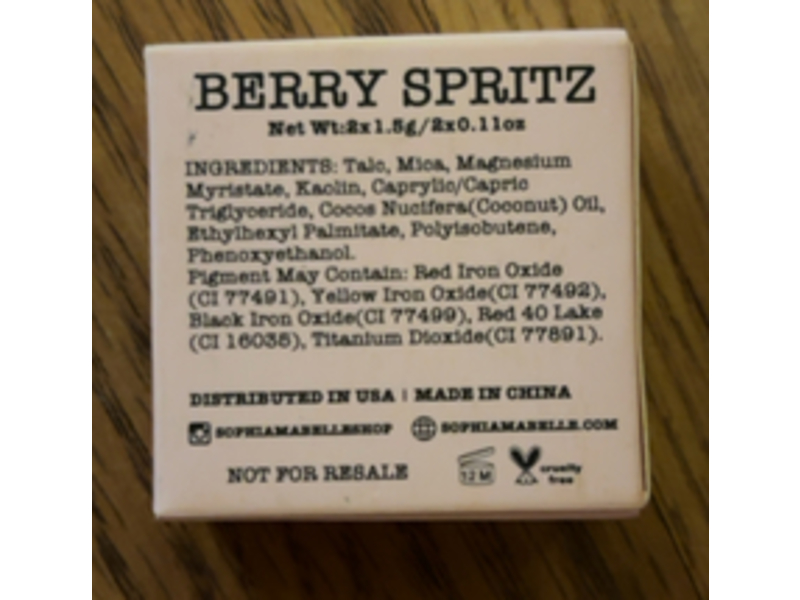 BERRY SPRITZ
Net Wt:2x1.5g/2x0.11oz
INGREDIENTS: Talc, Mica, Magnesium
Myristate, Kaolin, Caprylic/Capric
Triglyceride, Cocos Nucifera(Coconut) Oil,
Ethylhexyl Palmitate, Polyisobutene,
Phenoxyethanol.
Pigment May Contain: Red Iron Oxide
(CI 77491), Yellow Iron Oxide(CI 77492),
Black Iron Oxide(CI 77499), Red 40 Lake
(CI 16035), Titanium Dioxide(CI 77891).
DISTRIBUTED IN USA | MADE IN CHINA
SOPHIAMABELLESHOP SOPHIAMABELLE.COM
NOT FOR RESALE 12 M cruelty
free